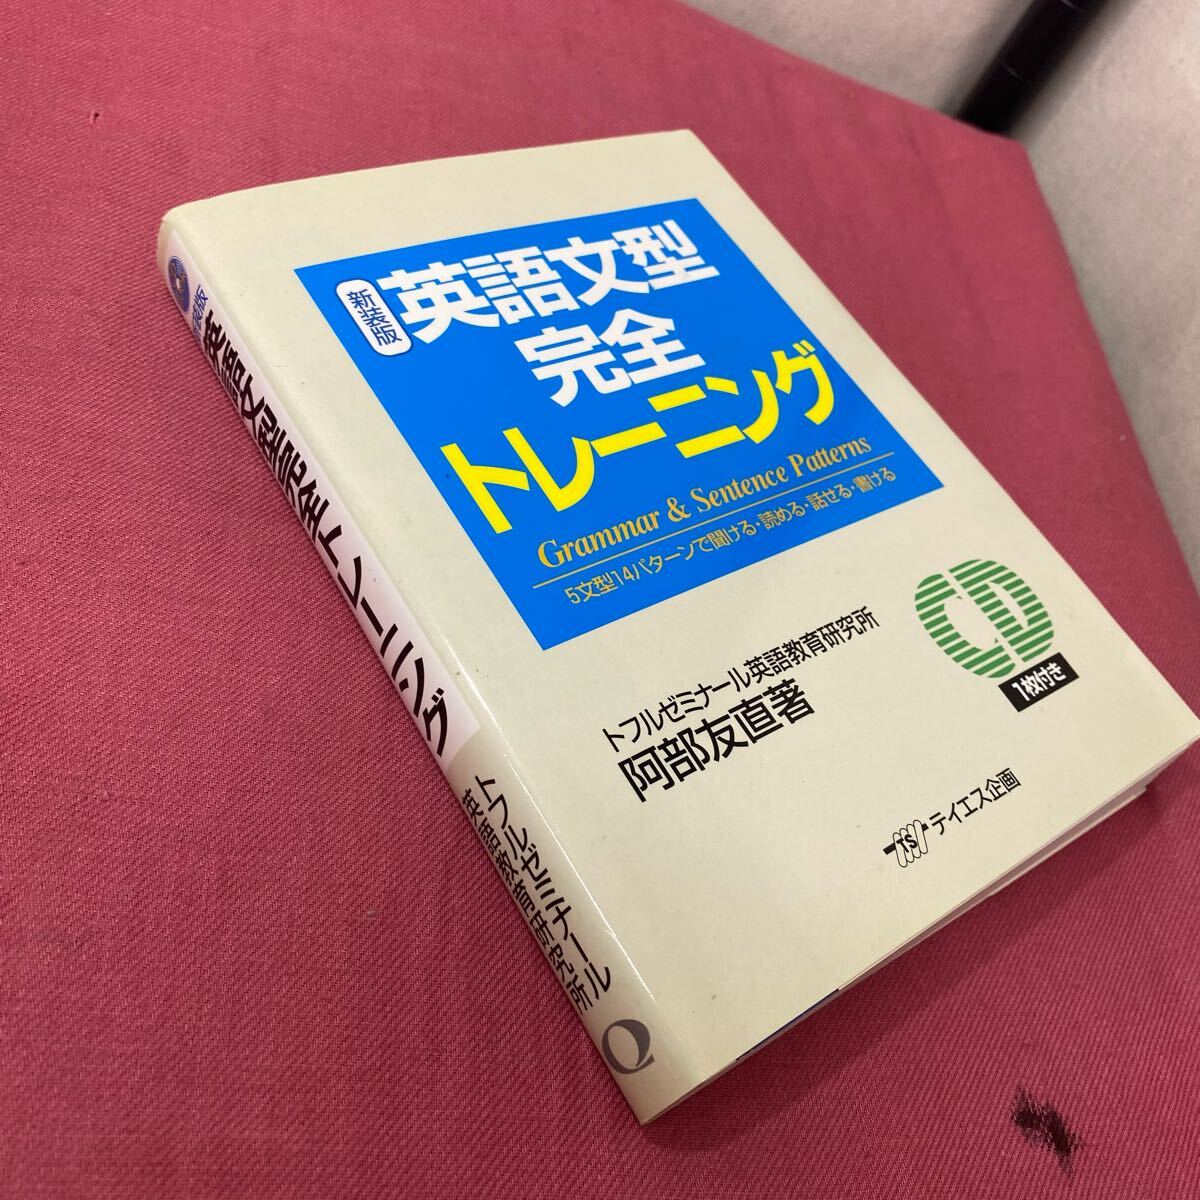 新装版
英語文型
完全
トレーニング
Grammar & Sentence Patterns
5文型14パターンで聞ける・読める・話せる・書ける
トフルゼミナール英語教育研究所
阿部友直著
CD
1枚付き
TS テイエス企画
新装版
英語文型完全トレーニング
トフルゼミナール
英語教育研究所
Q